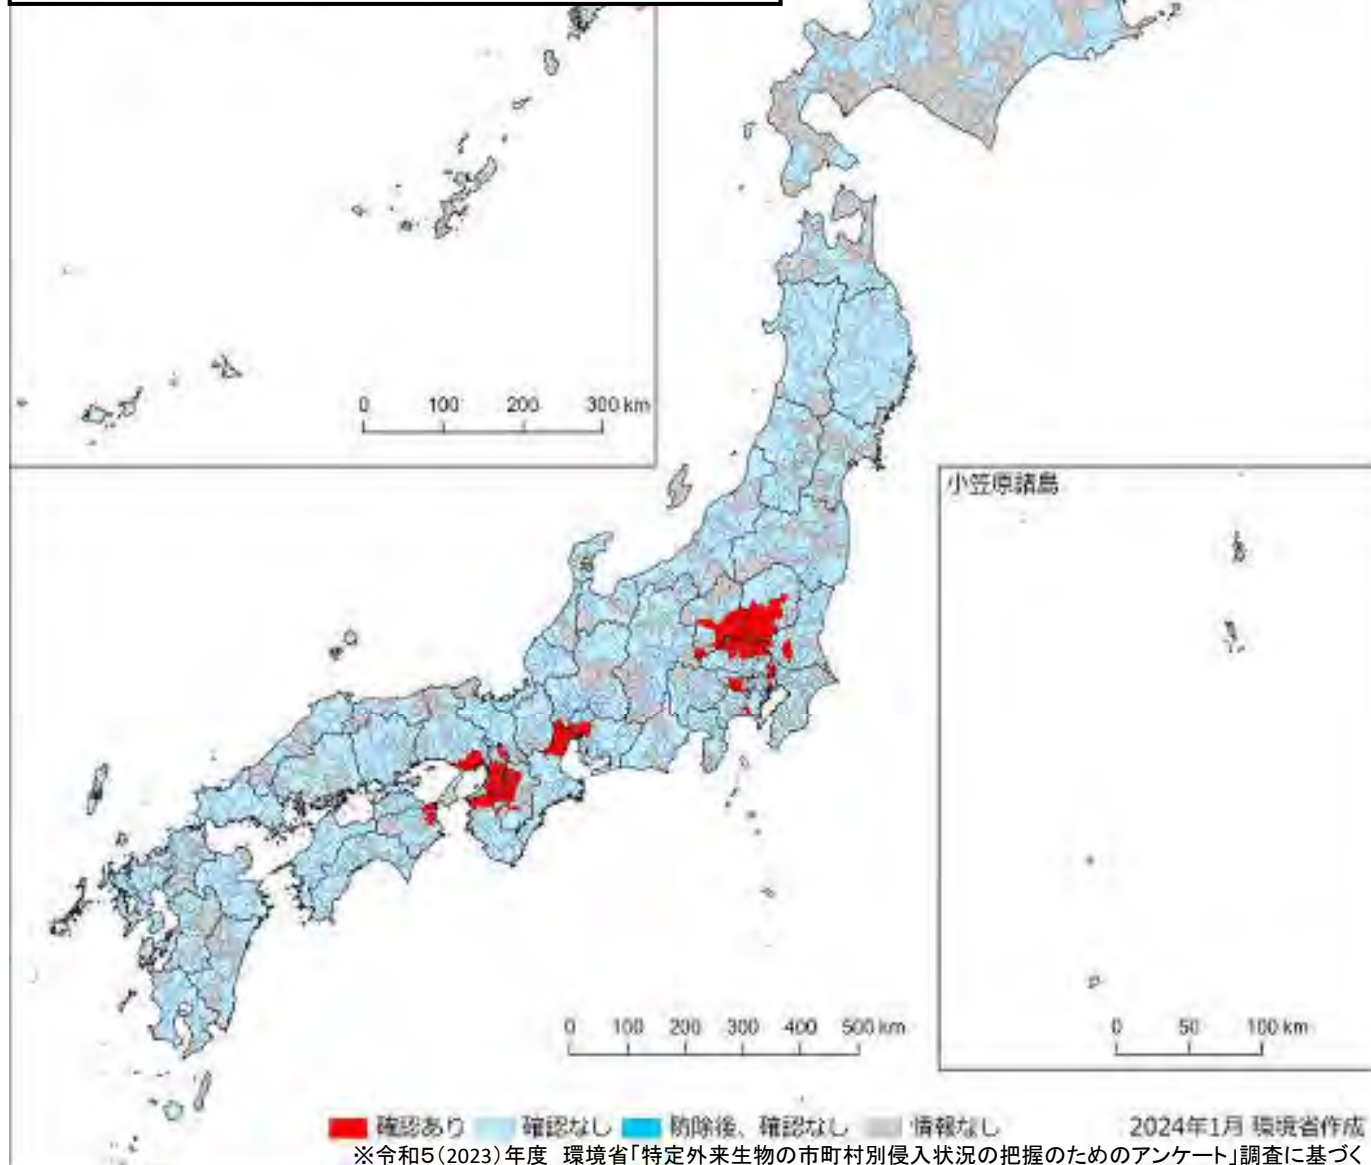 0 100 200 300 km
小笠原諸島
0 100 200 300 400 500 km
0 50 100 km
確認あり 確認なし 防除後、確認なし 情報なし 2024年1月 環境省作成
※令和5(2023)年度 環境省「特定外来生物の市町村別侵入状況の把握のためのアンケート」調査に基づく